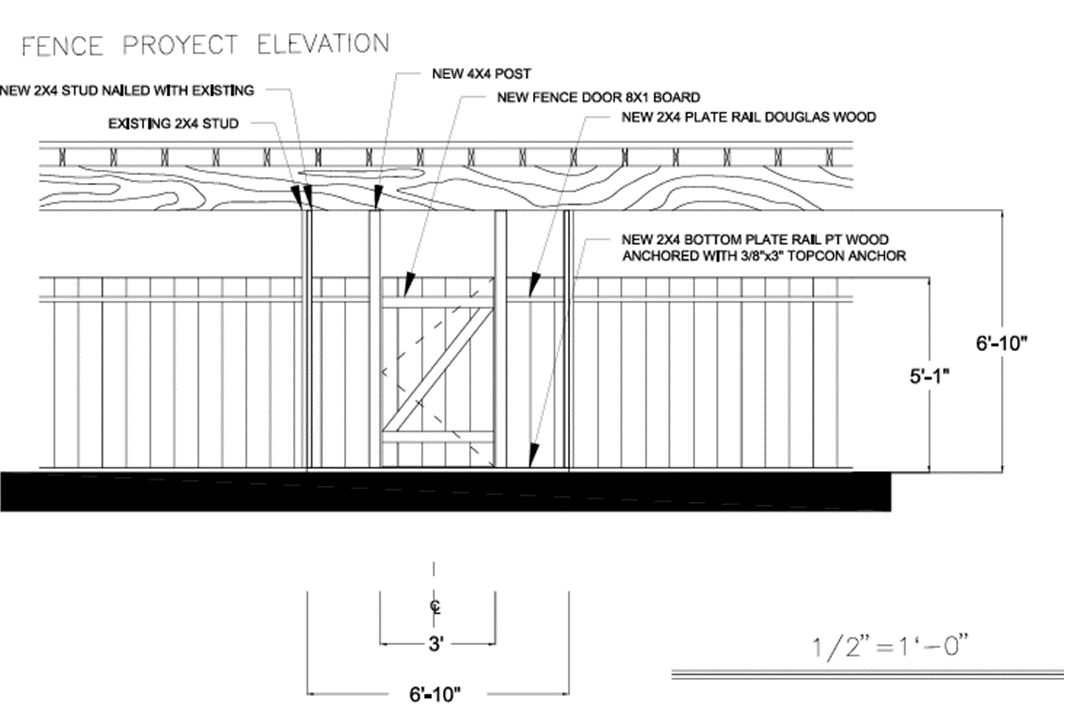 FENCE PROYECT ELEVATION
NEW 4X4 POST
NEW 2X4 STUD NAILED WITH EXISTING
NEW FENCE DOOR 8X1 BOARD
EXISTING 2X4 STUD
NEW 2X4 PLATE RAIL DOUGLAS WOOD
NEW 2X4 BOTTOM PLATE RAIL PT WOOD
ANCHORED WITH 3/8"x3" TOPCON ANCHOR
6'-10"
5'-1"
℄
3'
6'-10"
1/2"=1'-0"